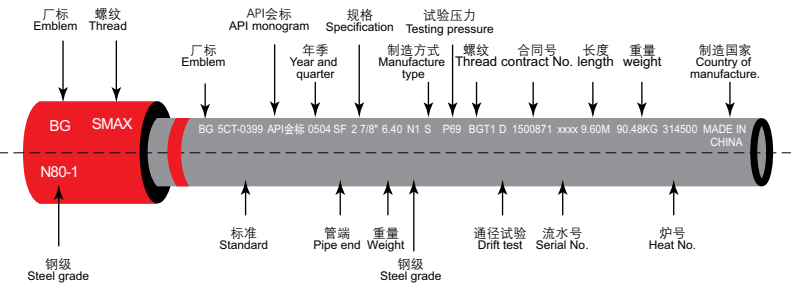 厂标
Emblem
螺纹
Thread
厂标
Emblem
API会标
API monogram
年季
Year and
quarter
规格
Specification
制造方式
Manufacture
type
试验压力
Testing pressure
螺纹
Thread
合同号
contract No.
长度
length
重量
weight
制造国家
Country of
manufacture.
BG SMAX
N80-1
BG 5CT-0399 API会标 0504 SF 2 7/8" 6.40 N1 S P69 BGT1 D 1500871 xxxx 9.60M 90.48KG 314500 MADE IN
CHINA
钢级
Steel grade
标准
Standard
管端
Pipe end
重量
Weight
钢级
Steel grade
通径试验
Drift test
流水号
Serial No.
炉号
Heat No.